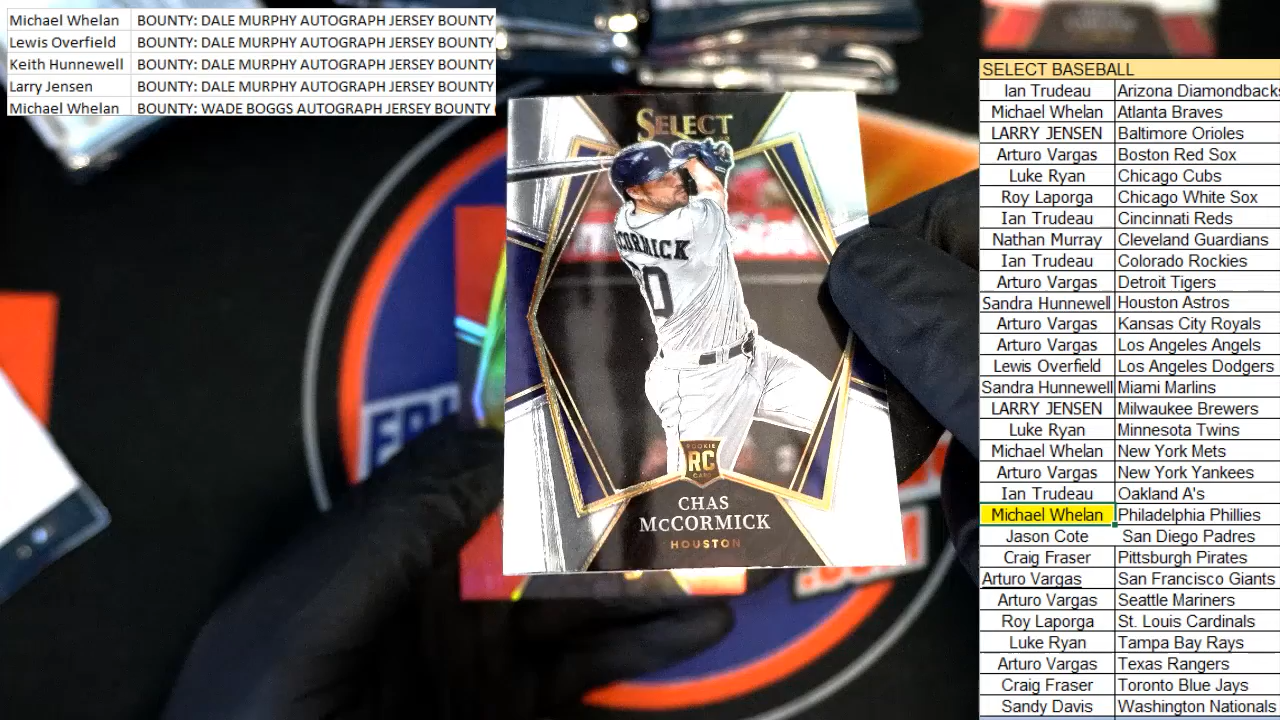 Michael Whelan BOUNTY: DALE MURPHY AUTOGRAPH JERSEY BOUNTY
Lewis Overfield BOUNTY: DALE MURPHY AUTOGRAPH JERSEY BOUNTY
Keith Hunnewell BOUNTY: DALE MURPHY AUTOGRAPH JERSEY BOUNTY
Larry Jensen BOUNTY: DALE MURPHY AUTOGRAPH JERSEY BOUNTY
Michael Whelan BOUNTY: WADE BOGGS AUTOGRAPH JERSEY BOUNTY
SELECT
CORMICK
0
ROOKIE
RC
CARD
CHAS
McCORMICK
HOUSTON
.COM
SELECT BASEBALL
Ian Trudeau Arizona Diamondbacks
Michael Whelan Atlanta Braves
LARRY JENSEN Baltimore Orioles
Arturo Vargas Boston Red Sox
Luke Ryan Chicago Cubs
Roy Laporga Chicago White Sox
Ian Trudeau Cincinnati Reds
Nathan Murray Cleveland Guardians
Ian Trudeau Colorado Rockies
Arturo Vargas Detroit Tigers
Sandra Hunnewell Houston Astros
Arturo Vargas Kansas City Royals
Arturo Vargas Los Angeles Angels
Lewis Overfield Los Angeles Dodgers
Sandra Hunnewell Miami Marlins
LARRY JENSEN Milwaukee Brewers
Luke Ryan Minnesota Twins
Michael Whelan New York Mets
Arturo Vargas New York Yankees
Ian Trudeau Oakland A's
Michael Whelan Philadelphia Phillies
Jason Cote San Diego Padres
Craig Fraser Pittsburgh Pirates
Arturo Vargas San Francisco Giants
Arturo Vargas Seattle Mariners
Roy Laporga St. Louis Cardinals
Luke Ryan Tampa Bay Rays
Arturo Vargas Texas Rangers
Craig Fraser Toronto Blue Jays
Sandy Davis Washington Nationals